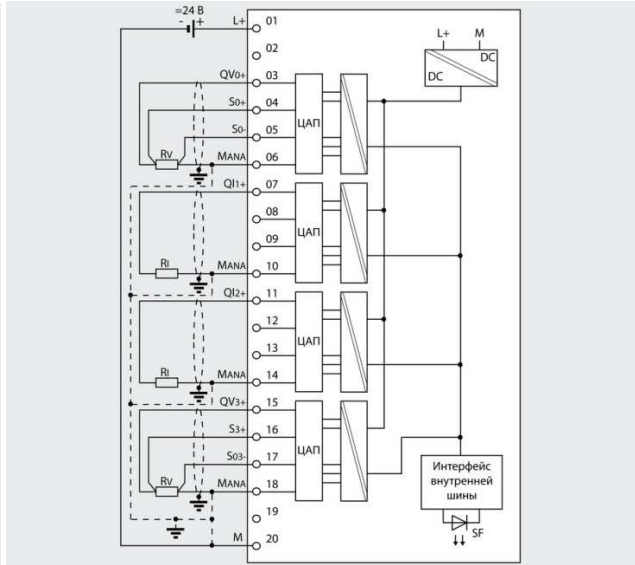 =24 В
- +
L+ 01
02
QV0+ 03
S0+ 04
S0- 05
RV MANA 06
ЦАП
QI1+ 07
08
09
RI MANA 10
ЦАП
QI2+ 11
12
13
RI MANA 14
ЦАП
QV3+ 15
S3+ 16
S03- 17
RV MANA 18
ЦАП
19
M 20
L+ M
DC
DC
Интерфейс
внутренней
шины
SF